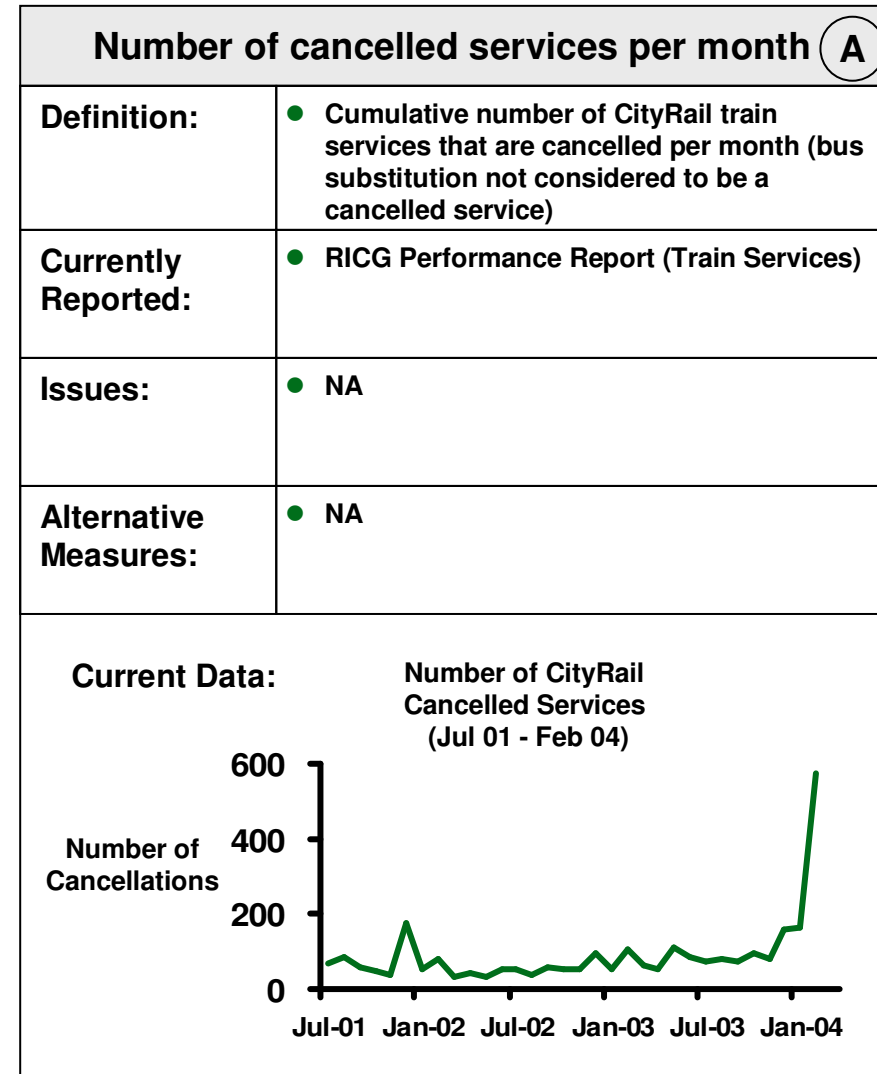 Number of cancelled services per month A
Definition:
● Cumulative number of CityRail train
services that are cancelled per month (bus
substitution not considered to be a
cancelled service)
Currently
Reported:
● RICG Performance Report (Train Services)
Issues:
● NA
Alternative
Measures:
● NA
Current Data:
Number of CityRail
Cancelled Services
(Jul 01 - Feb 04)
Number of
Cancellations
600
400
200
0
Jul-01 Jan-02 Jul-02 Jan-03 Jul-03 Jan-04